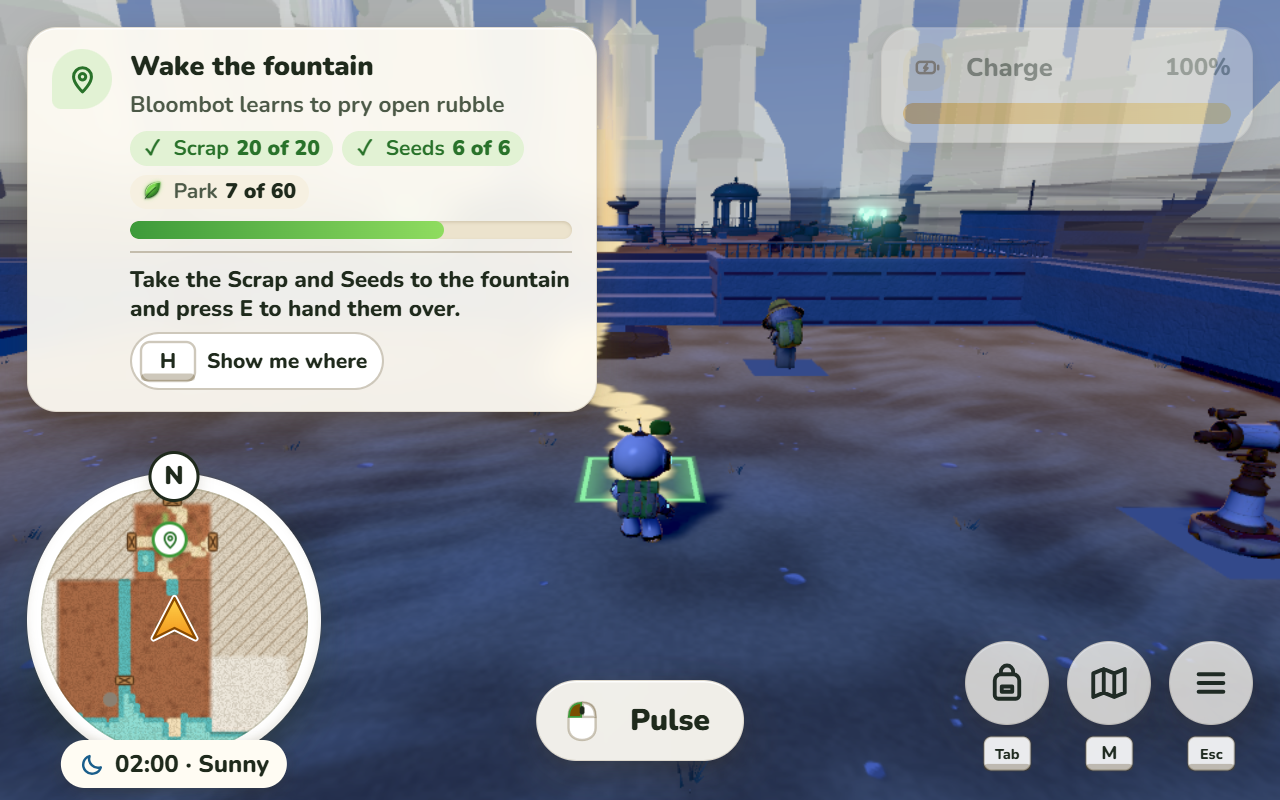 Wake the fountain
Bloombot learns to pry open rubble
Scrap 20 of 20
Seeds 6 of 6
Park 7 of 60
Take the Scrap and Seeds to the fountain
and press E to hand them over.
H Show me where
Charge 100%
N
02:00 · Sunny
Pulse
Tab
M
Esc